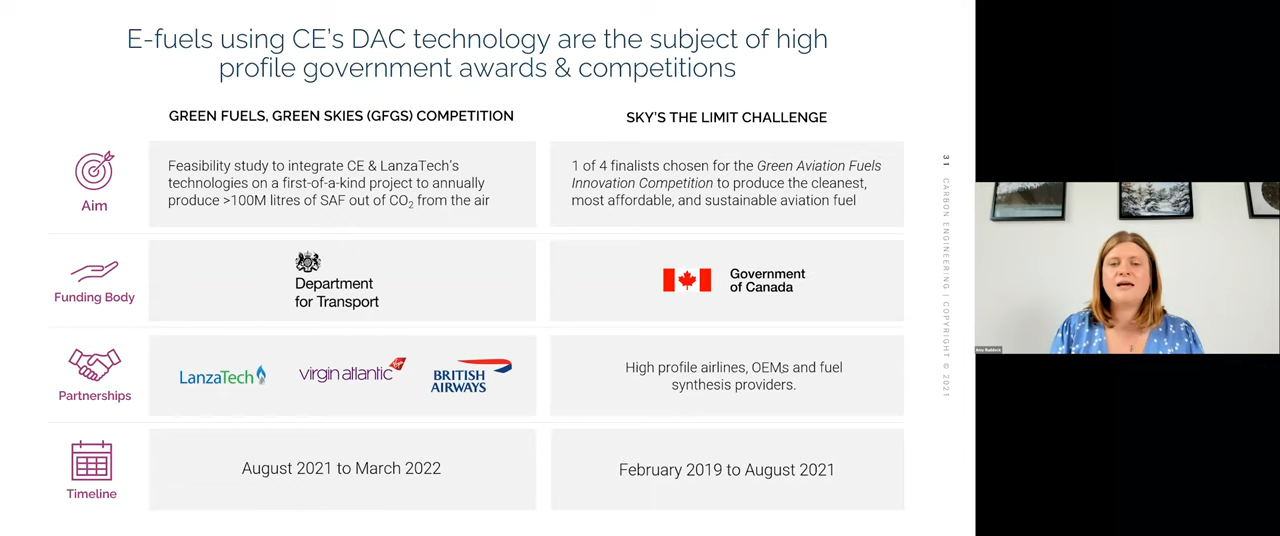 E-fuels using CE's DAC technology are the subject of high
profile government awards & competitions
GREEN FUELS, GREEN SKIES (GFGS) COMPETITION
SKY'S THE LIMIT CHALLENGE
Aim
Feasibility study to integrate CE & LanzaTech's
technologies on a first-of-a-kind project to annually
produce >100M litres of SAF out of CO₂ from the air
1 of 4 finalists chosen for the Green Aviation Fuels
Innovation Competition to produce the cleanest,
most affordable, and sustainable aviation fuel
Funding Body
Department
for Transport
Government
of Canada
Partnerships
LanzaTech
virgin atlantic
BRITISH
AIRWAYS
High profile airlines, OEMs and fuel
synthesis providers.
Timeline
August 2021 to March 2022
February 2019 to August 2021
31 CARBON ENGINEERING | COPYRIGHT © 2021